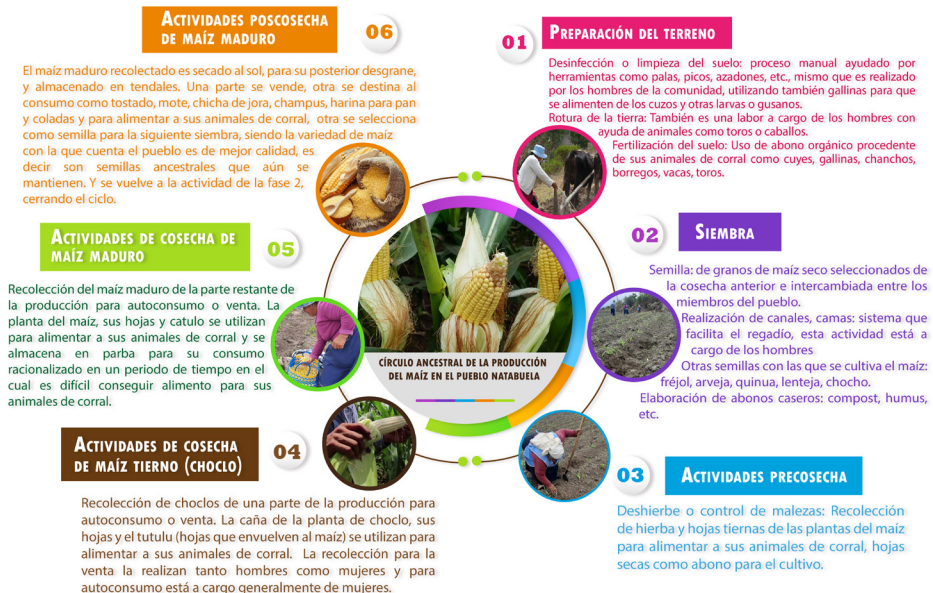 01
PREPARACIÓN DEL TERRENO
Desinfección o limpieza del suelo: proceso manual ayudado por
herramientas como palas, picos, azadones, etc., mismo que es realizado
por los hombres de la comunidad, utilizando también gallinas para que
se alimenten de los cuzos y otras larvas o gusanos.
Rotura de la tierra: También es una labor a cargo de los hombres con
ayuda de animales como toros o caballos.
Fertilización del suelo: Uso de abono orgánico procedente
de sus animales de corral como cuyes, gallinas, chanchos,
borregos, vacas, toros.
02
SIEMBRA
Semilla: de granos de maíz seco seleccionados de
la cosecha anterior e intercambiada entre los
miembros del pueblo.
Realización de canales, camas: sistema que
facilita el regadío, esta actividad está a
cargo de los hombres
Otras semillas con las que se cultiva el maíz:
fréjol, arveja, quinua, lenteja, chocho.
Elaboración de abonos caseros: compost, humus,
etc.
03
ACTIVIDADES PRECOSECHA
Deshierbe o control de malezas: Recolección
de hierba y hojas tiernas de las plantas del maíz
para alimentar a sus animales de corral, hojas
secas como abono para el cultivo.
ACTIVIDADES DE COSECHA
DE MAÍZ TIERNO (CHOCLO)
04
Recolección de choclos de una parte de la producción para
autoconsumo o venta. La caña de la planta de choclo, sus
hojas y el tutulu (hojas que envuelven al maíz) se utilizan para
alimentar a sus animales de corral. La recolección para la
venta la realizan tanto hombres como mujeres y para
autoconsumo está a cargo generalmente de mujeres.
ACTIVIDADES DE COSECHA DE
MAÍZ MADURO
05
Recolección del maíz maduro de la parte restante de
la producción para autoconsumo o venta. La
planta del maíz, sus hojas y catulo se utilizan
para alimentar a sus animales de corral y se
almacena en parba para su consumo
racionalizado en un periodo de tiempo en el
cual es difícil conseguir alimento para sus
animales de corral.
ACTIVIDADES POSCOSECHA
DE MAÍZ MADURO
06
El maíz maduro recolectado es secado al sol, para su posterior desgrane,
y almacenado en tendales. Una parte se vende, otra se destina al
consumo como tostado, mote, chicha de jora, champus, harina para pan
y coladas y para alimentar a sus animales de corral, otra se selecciona
como semilla para la siguiente siembra, siendo la variedad de maíz
con la que cuenta el pueblo es de mejor calidad, es
decir son semillas ancestrales que aún se
mantienen. Y se vuelve a la actividad de la fase 2,
cerrando el ciclo.
CÍRCULO ANCESTRAL DE LA PRODUCCIÓN
DEL MAÍZ EN EL PUEBLO NATABUELA